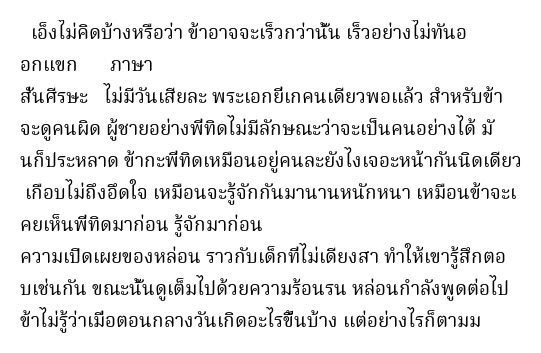 เอ็งไม่คิดบ้างหรือว่า ข้าอาจจะเร็วกว่านั้น เร็วอย่างไม่ทันอ
อกแขก ภาษา
สั่นศีรษะ ไม่มีวันเสียละ พระเอกยี่เกคนเดียวพอแล้ว สำหรับข้า
จะดูคนผิด ผู้ชายอย่างพี่ทิดไม่มีลักษณะว่าจะเป็นคนอย่างได้ มั
นก็ประหลาด ข้ากะพี่ทิดเหมือนอยู่คนละยังไงเจอะหน้ากันนิดเดียว
เกือบไม่ถึงอึดใจ เหมือนจะรู้จักกันมานานหนักหนา เหมือนข้าจะเ
คยเห็นพี่ทิดมาก่อน รู้จักมาก่อน
ความเปิดเผยของหล่อน ราวกับเด็กที่ไม่เดียงสา ทำให้เขารู้สึกตอ
บเช่นกัน ขณะนั้นดูเต็มไปด้วยความร้อนรน หล่อนกำลังพูดต่อไป
ข้าไม่รู้ว่าเมื่อตอนกลางวันเกิดอะไรขึ้นบ้าง แต่อย่างไรก็ตามม